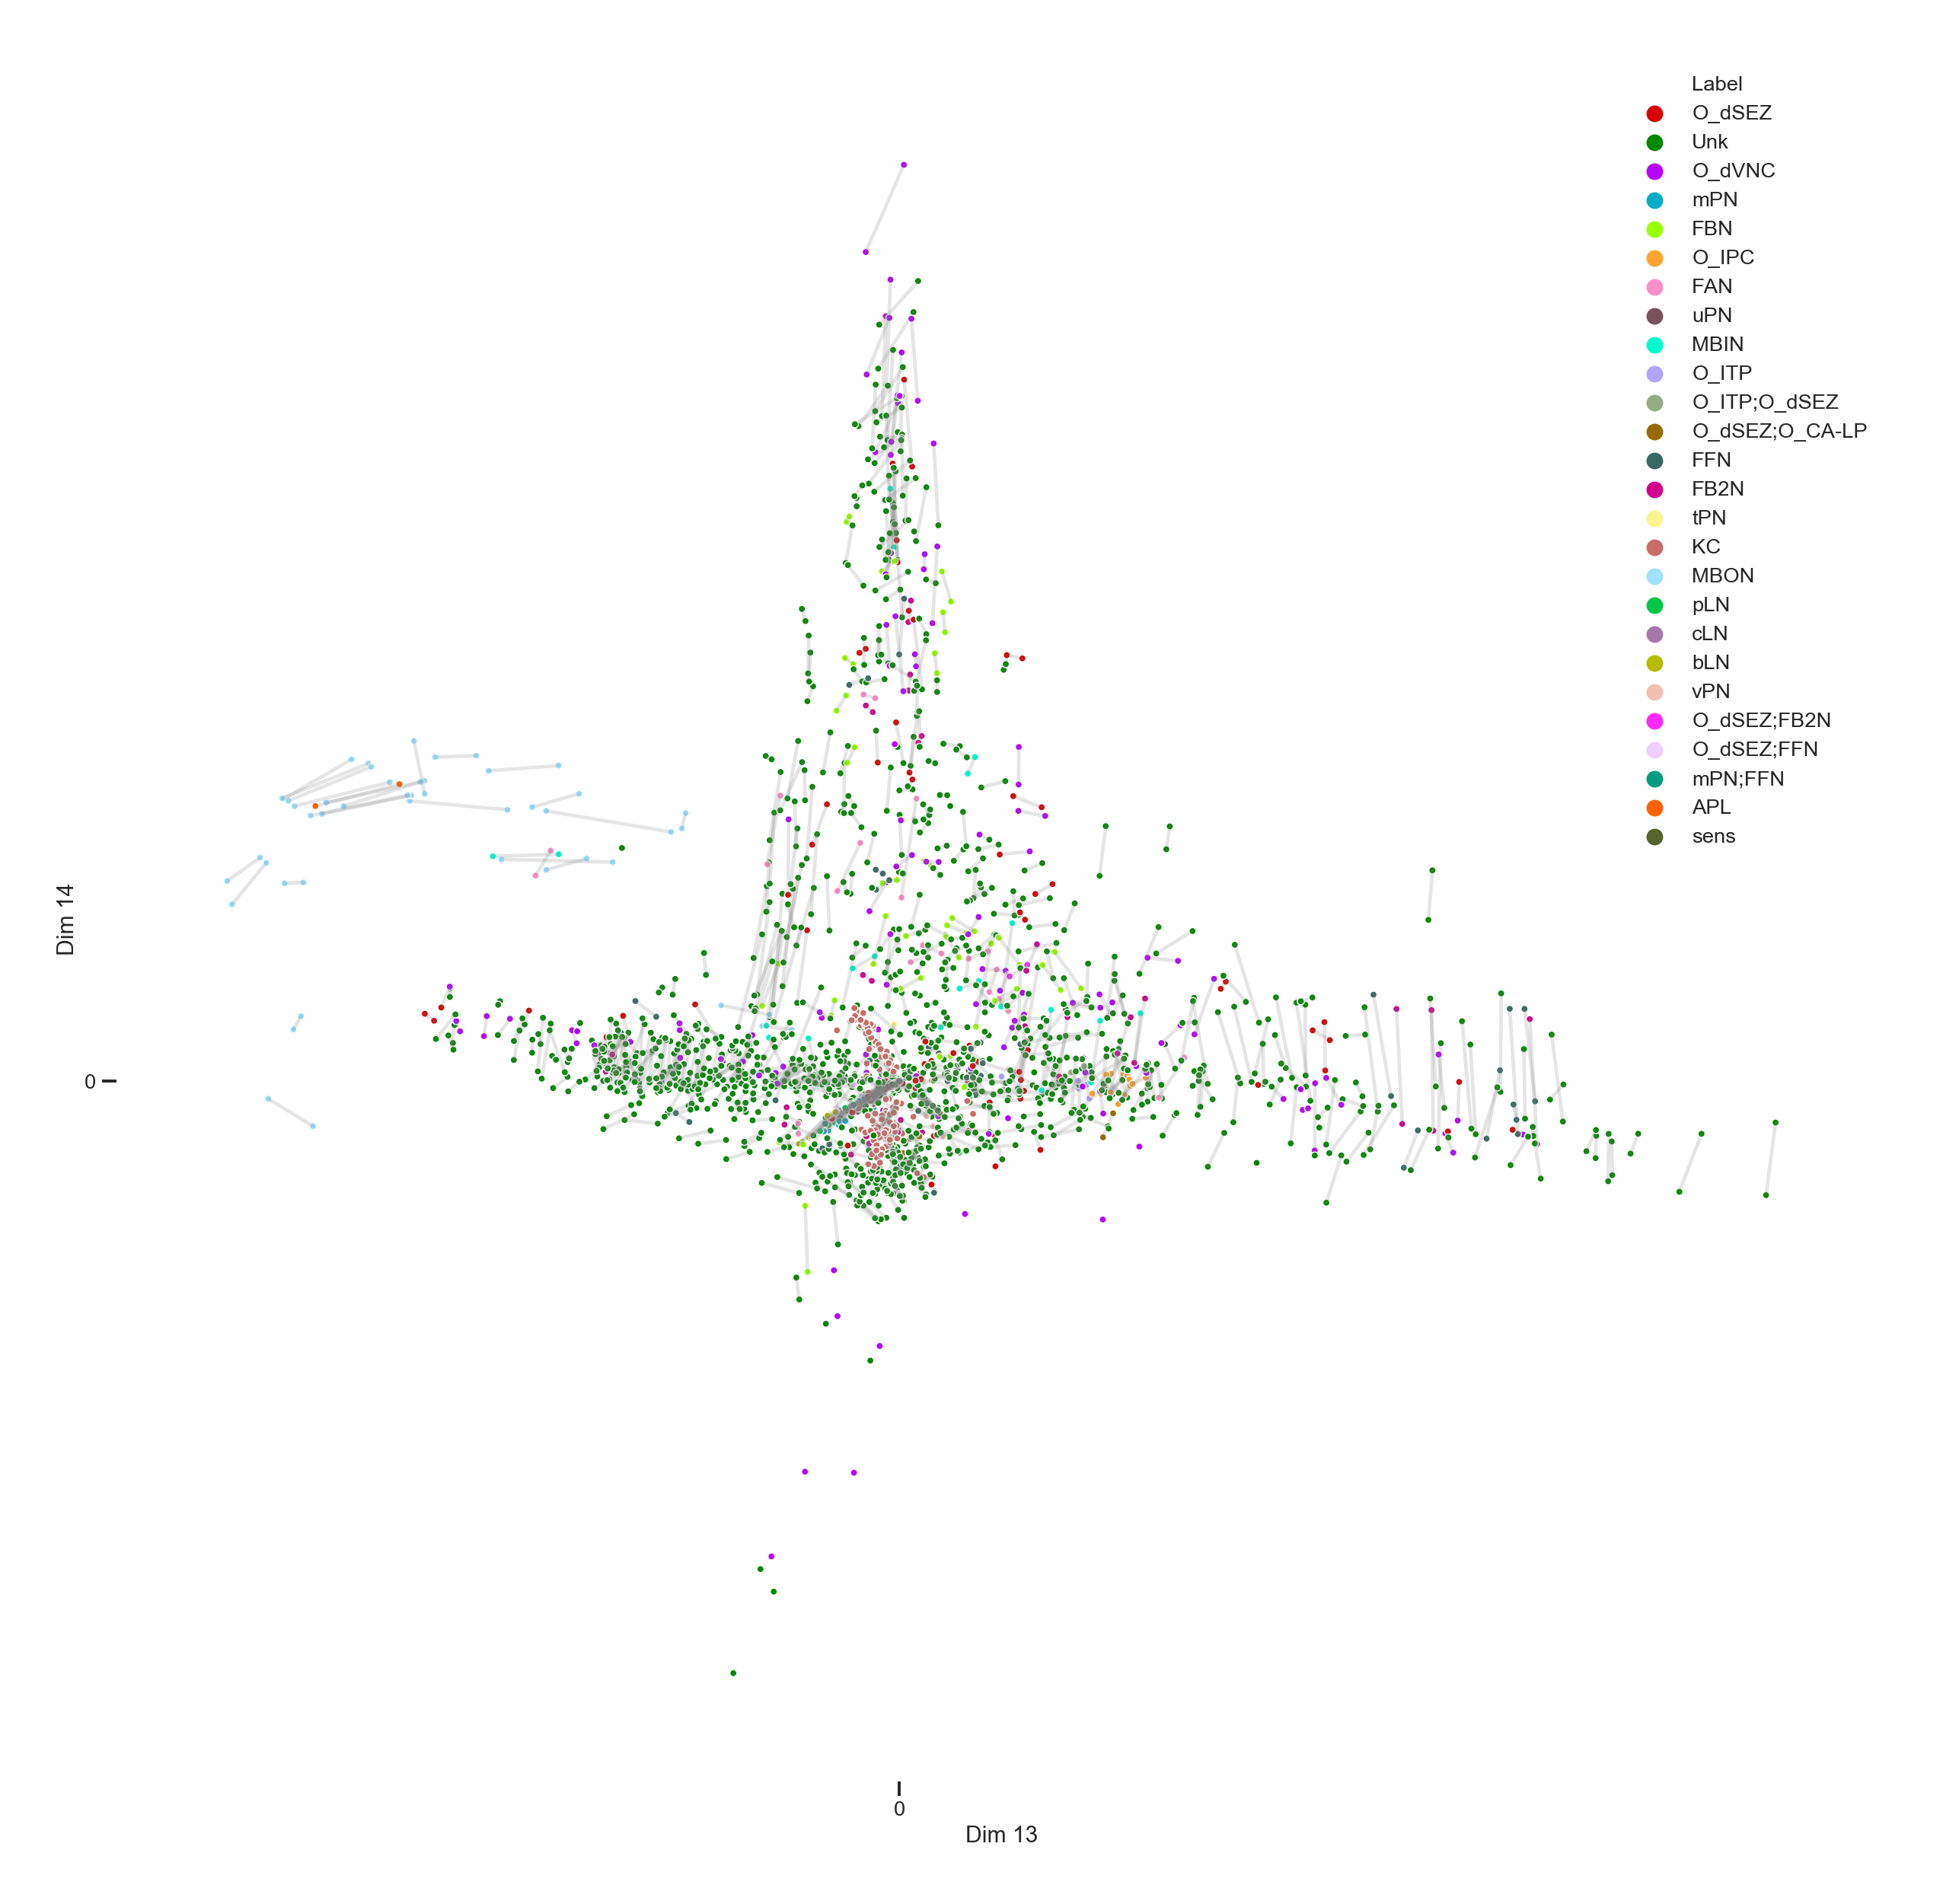 Label
O_dSEZ
Unk
O_dVNC
mPN
FBN
O_IPC
FAN
uPN
MBIN
O_ITP
O_ITP;O_dSEZ
O_dSEZ;O_CA-LP
FFN
FB2N
tPN
KC
MBON
pLN
cLN
bLN
vPN
O_dSEZ;FB2N
O_dSEZ;FFN
mPN;FFN
APL
sens
Dim 14
0
0
Dim 13